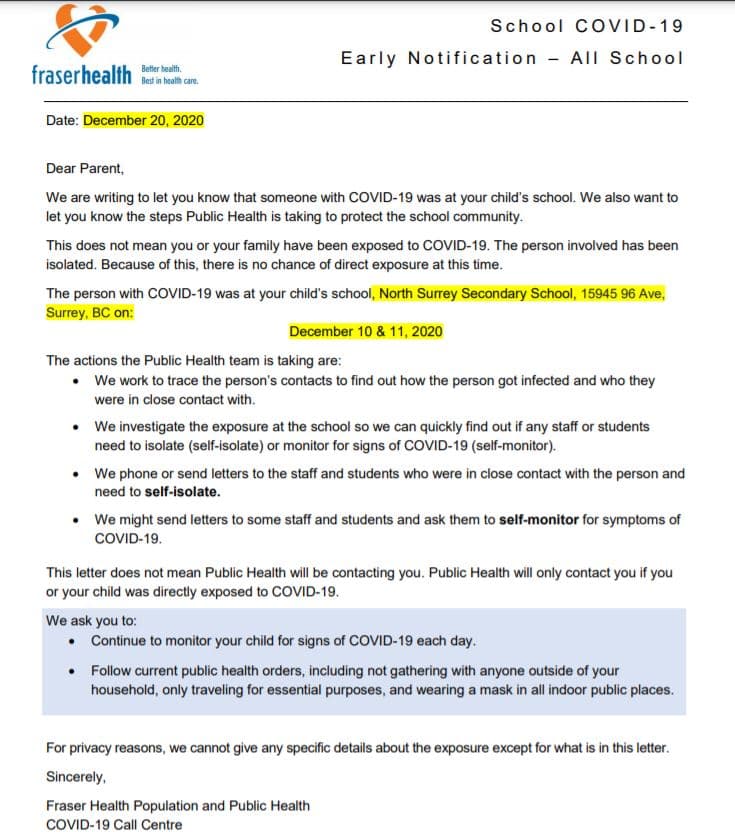 School COVID-19
Early Notification – All School
fraserhealth
Better health.
Best in health care.
Date: December 20, 2020
Dear Parent,
We are writing to let you know that someone with COVID-19 was at your child's school. We also want to
let you know the steps Public Health is taking to protect the school community.
This does not mean you or your family have been exposed to COVID-19. The person involved has been
isolated. Because of this, there is no chance of direct exposure at this time.
The person with COVID-19 was at your child's school, North Surrey Secondary School, 15945 96 Ave,
Surrey, BC on:
December 10 & 11, 2020
The actions the Public Health team is taking are:
• We work to trace the person's contacts to find out how the person got infected and who they
were in close contact with.
• We investigate the exposure at the school so we can quickly find out if any staff or students
need to isolate (self-isolate) or monitor for signs of COVID-19 (self-monitor).
• We phone or send letters to the staff and students who were in close contact with the person and
need to self-isolate.
• We might send letters to some staff and students and ask them to self-monitor for symptoms of
COVID-19.
This letter does not mean Public Health will be contacting you. Public Health will only contact you if you
or your child was directly exposed to COVID-19.
We ask you to:
• Continue to monitor your child for signs of COVID-19 each day.
• Follow current public health orders, including not gathering with anyone outside of your
household, only traveling for essential purposes, and wearing a mask in all indoor public places.
For privacy reasons, we cannot give any specific details about the exposure except for what is in this letter.
Sincerely,
Fraser Health Population and Public Health
COVID-19 Call Centre